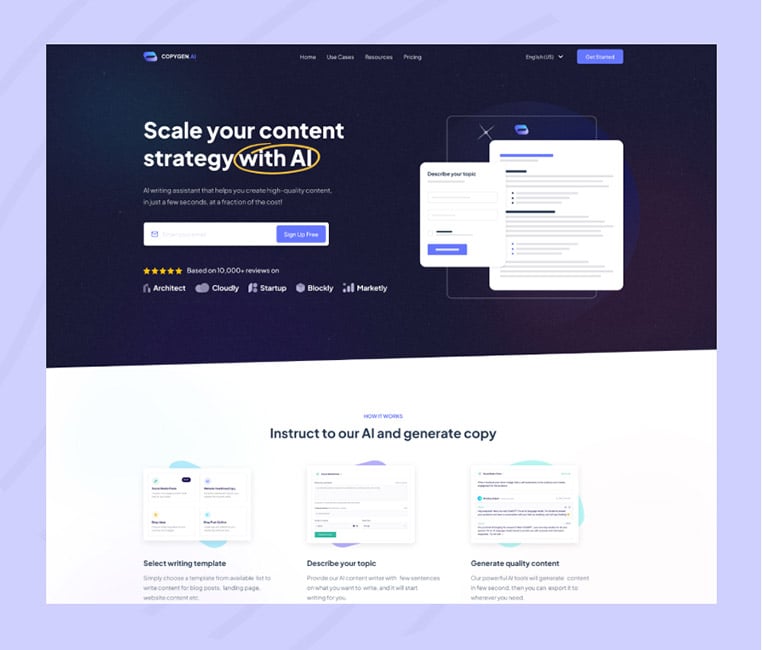 COPYGEN.AI
Home
Use Cases
Resources
Pricing
English (US)
Get Started
Scale your content
strategy with AI
AI writing assistant that helps you create high-quality content,
in just a few seconds, at a fraction of the cost!
Enter your email
Sign Up Free
Based on 10,000+ reviews on
Architect
Cloudly
Startup
Blockly
Marketly
Describe your topic
HOW IT WORKS
Instruct to our AI and generate copy
Select writing template
Simply choose a template from available list to
write content for blog posts, landing page,
website content etc.
Describe your topic
Provide our AI content writer with few sentences
on what you want to write, and it will start
writing for you.
Generate quality content
Our powerful AI tools will generate content
in few second, then you can export it to
wherever you need.